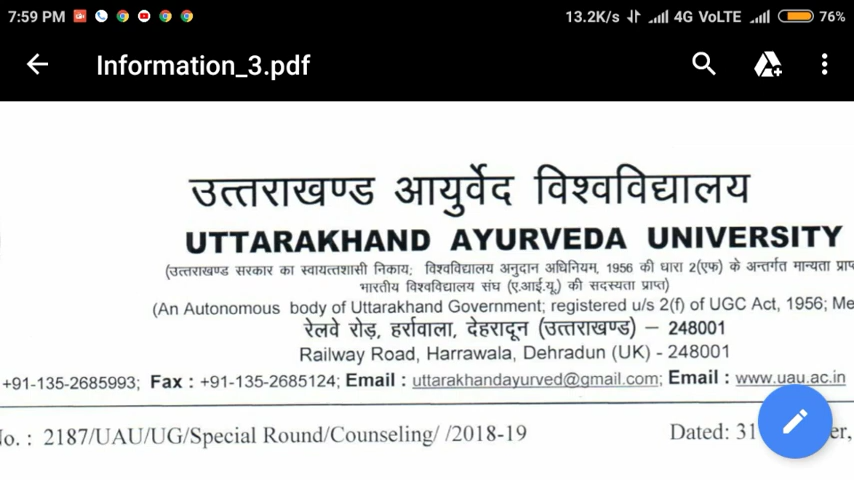 7:59 PM 13.2K/s 4G VoLTE 76%
Information_3.pdf
उत्तराखण्ड आयुर्वेद विश्वविद्यालय
UTTARAKHAND AYURVEDA UNIVERSITY
(उत्तराखण्ड सरकार का स्वायत्तशासी निकाय; विश्वविद्यालय अनुदान अधिनियम, 1956 की धारा 2(एफ) के अन्तर्गत मान्यता
भारतीय विश्वविद्यालय संघ (ए.आई.यू.) की सदस्यता प्राप्त)
(An Autonomous body of Uttarakhand Government; registered u/s 2(f) of UGC Act, 1956;
रेलवे रोड़, हर्रावाला, देहरादून (उत्तराखण्ड) – 248001
Railway Road, Harrawala, Dehradun (UK) - 248001
+91-135-2685993; Fax : +91-135-2685124; Email : uttarakhandayurved@gmail.com; Email : www.uau.ac.in
2187/UAU/UG/Special Round/Counseling/ /2018-19 Dated: 31